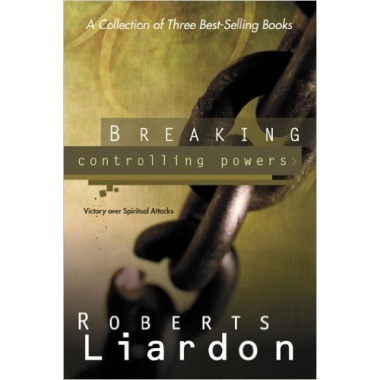 A Collection of Three Best-Selling Books
BREAKING
controlling powers>
Victory over Spiritual Attacks
ROBERTS
Liardon